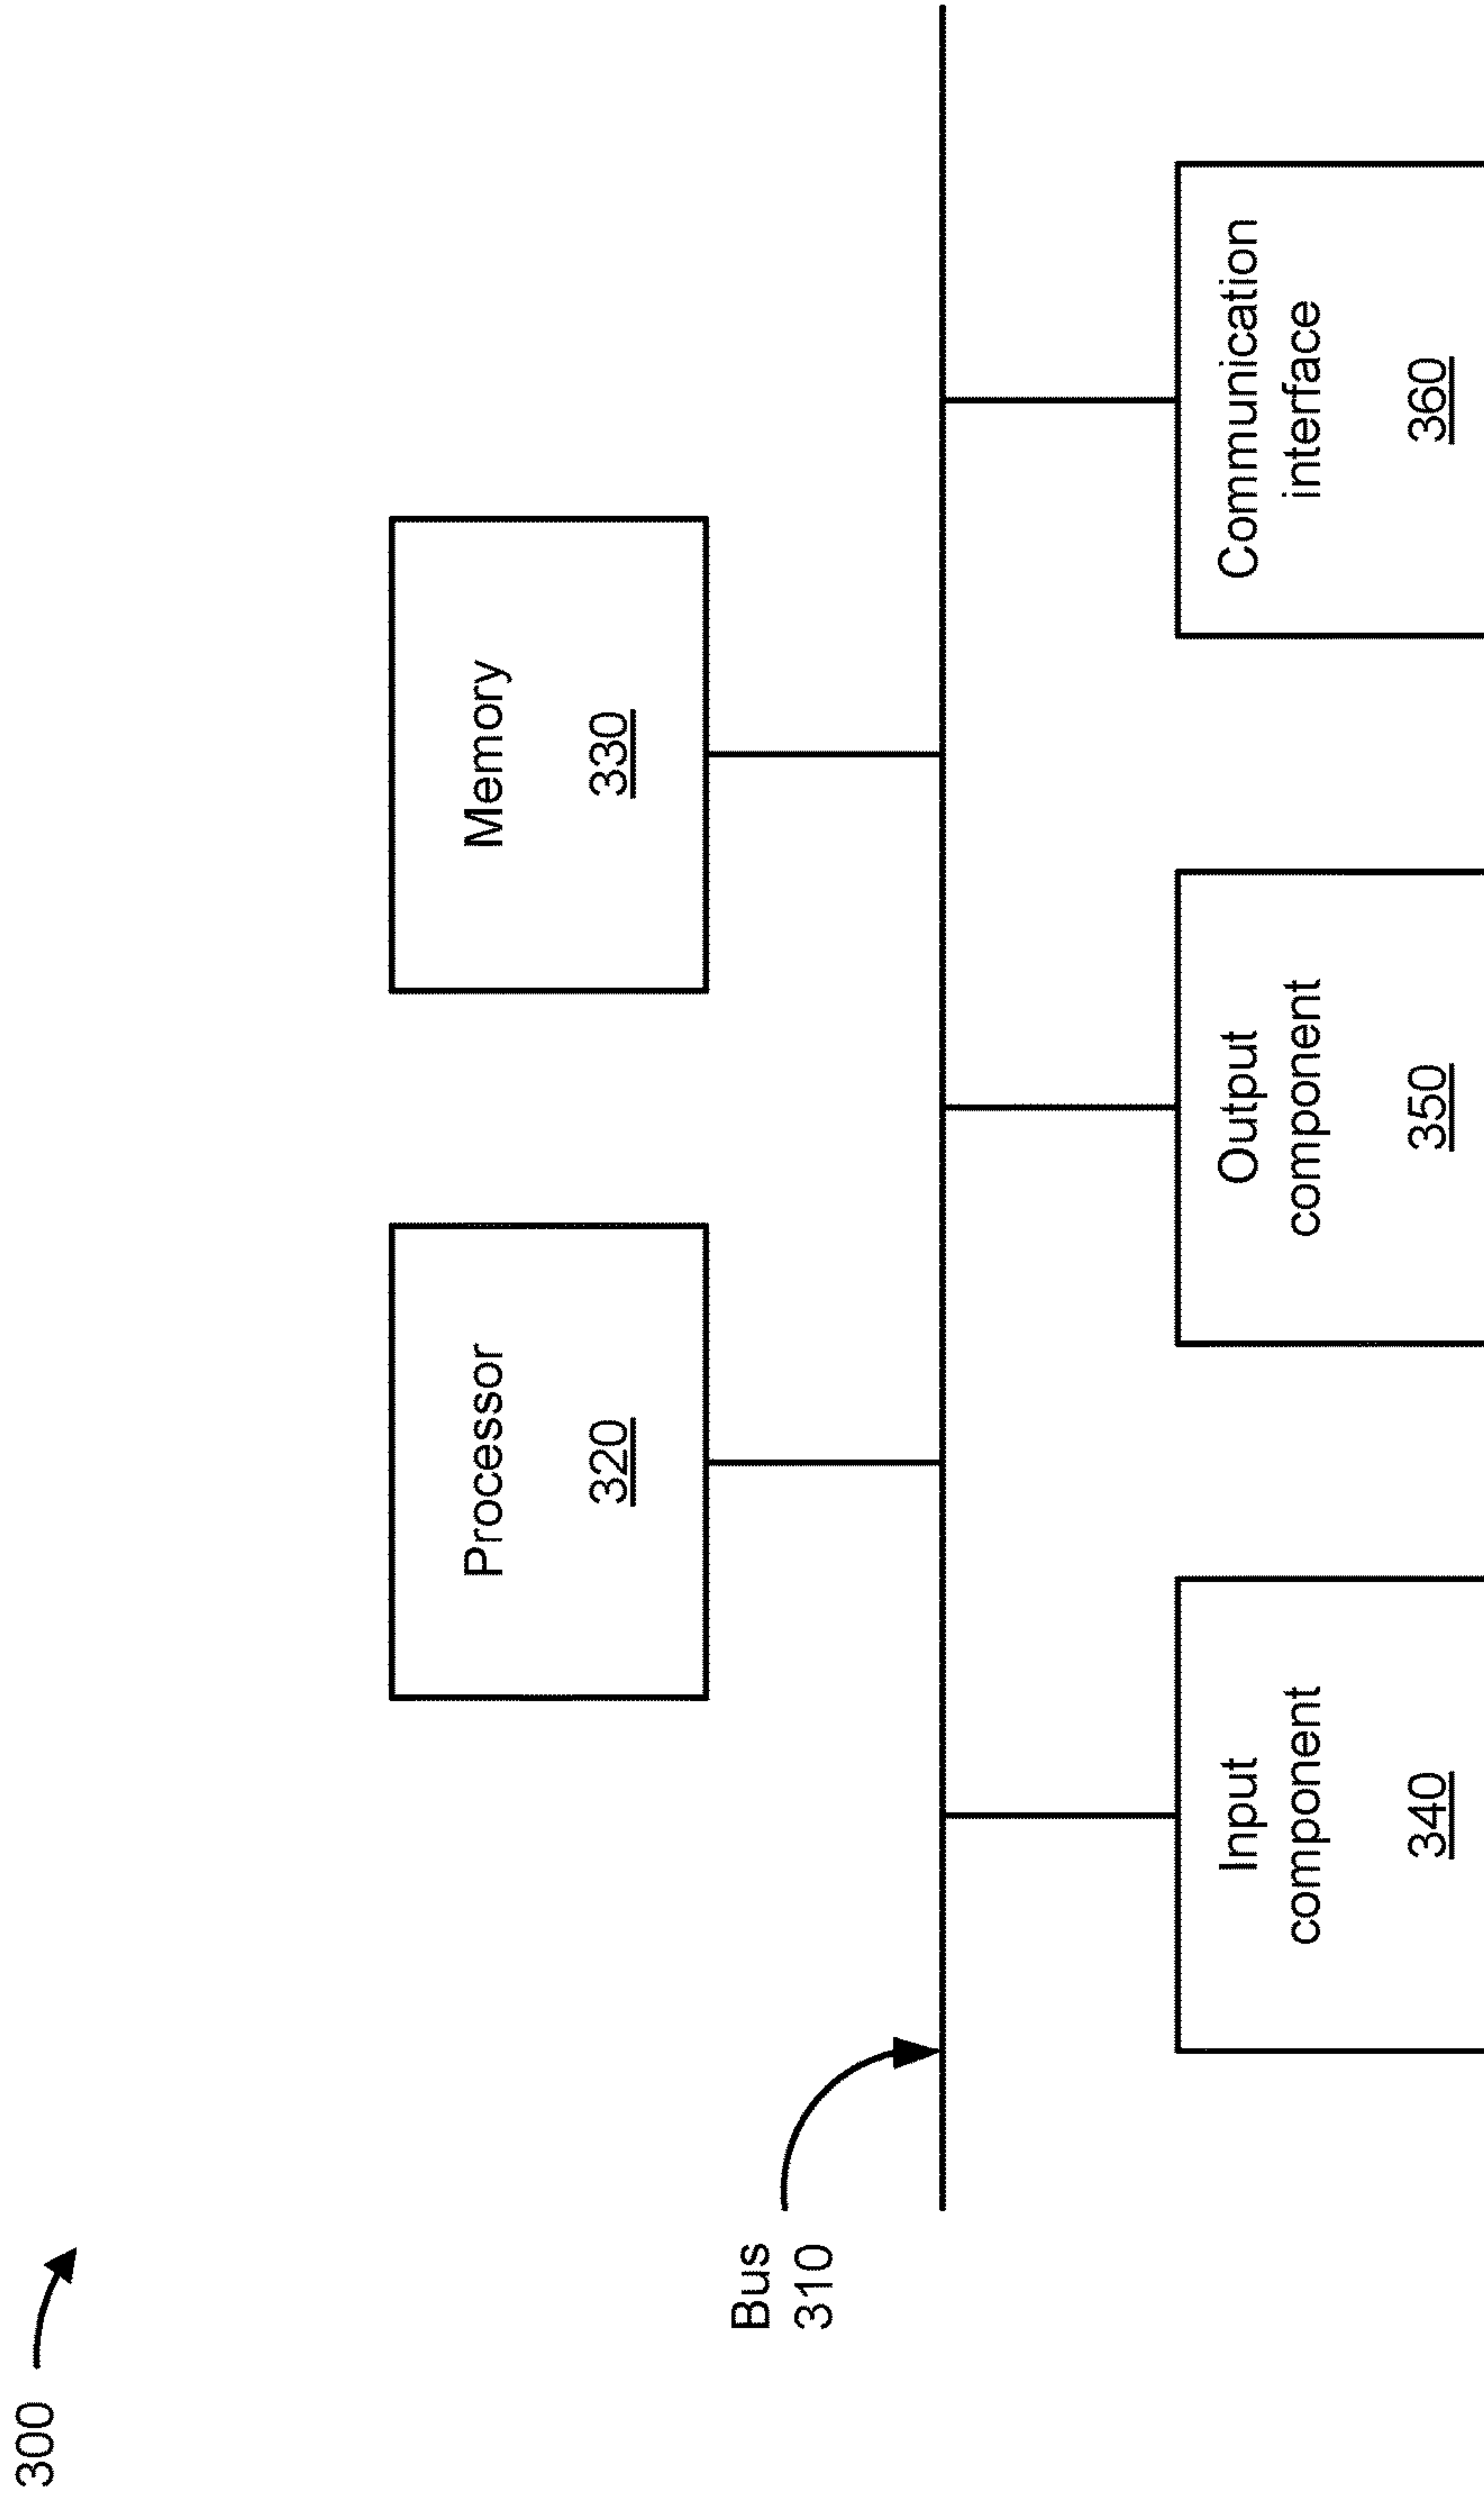 300
Processor
320
Memory
330
Bus
310
Input
component
340
Output
component
350
Communication
interface
360